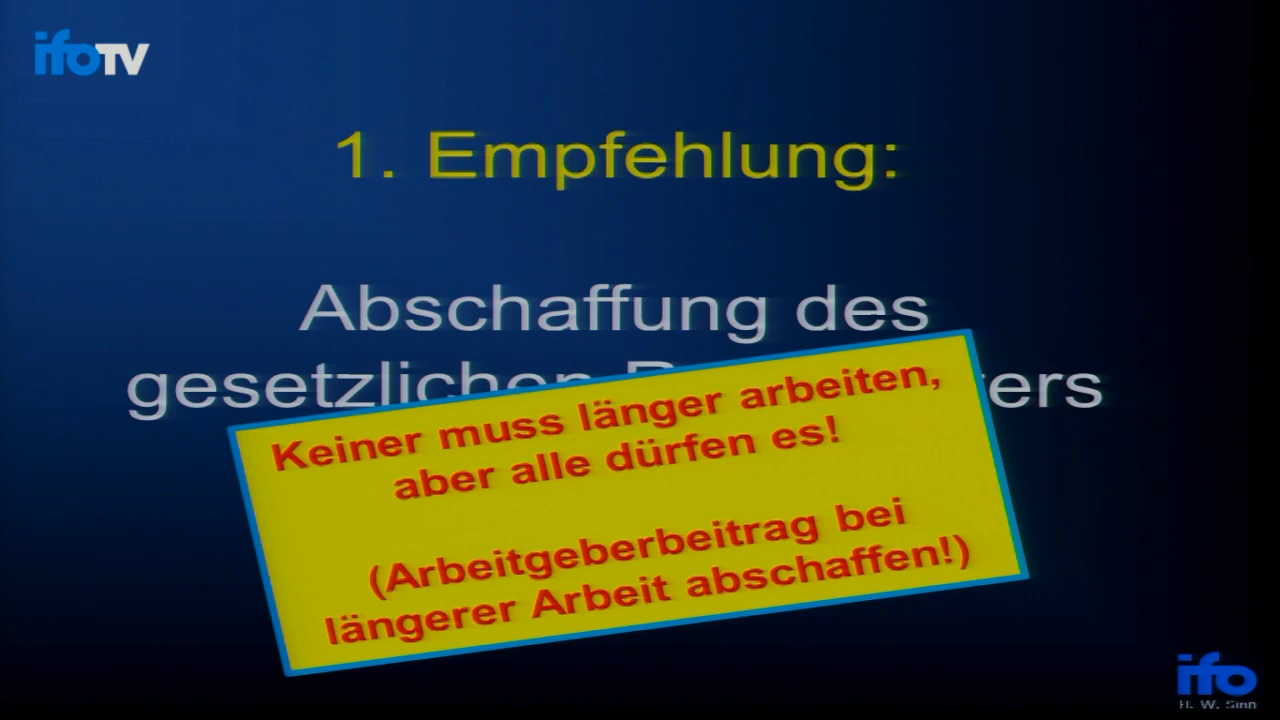 ifoTV
1. Empfehlung:
Abschaffung des
gesetzlichen
Keiner muss länger arbeiten,
aber alle dürfen es!
(Arbeitgeberbeitrag bei
längerer Arbeit abschaffen!)
ifo
H. W. Sinn